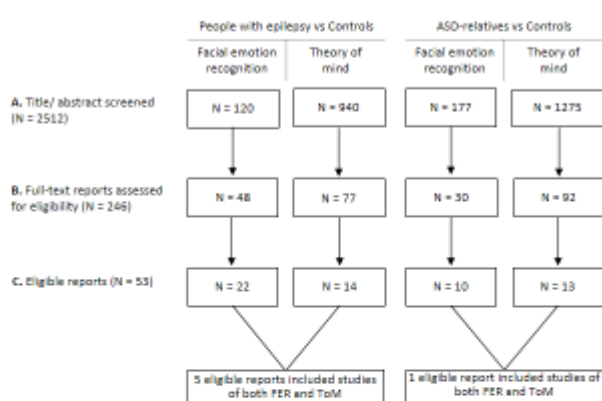 People with epilepsy vs Controls
ASD-relatives vs Controls
Facial emotion
recognition
Theory of
mind
Facial emotion
recognition
Theory of
mind
A. Title/ abstract screened
(N = 2512)
N = 120
N = 940
N = 177
N = 1275
B. Full-text reports assessed
for eligibility (N = 246)
N = 48
N = 77
N = 30
N = 92
C. Eligible reports (N = 53)
N = 22
N = 14
N = 10
N = 13
5 eligible reports included studies
of both FER and ToM
1 eligible report included studies of
both FER and ToM